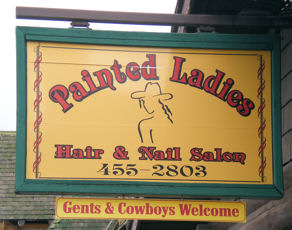 Painted Ladies
Hair & Nail Salon
455-2803
Gents & Cowboys Welcome